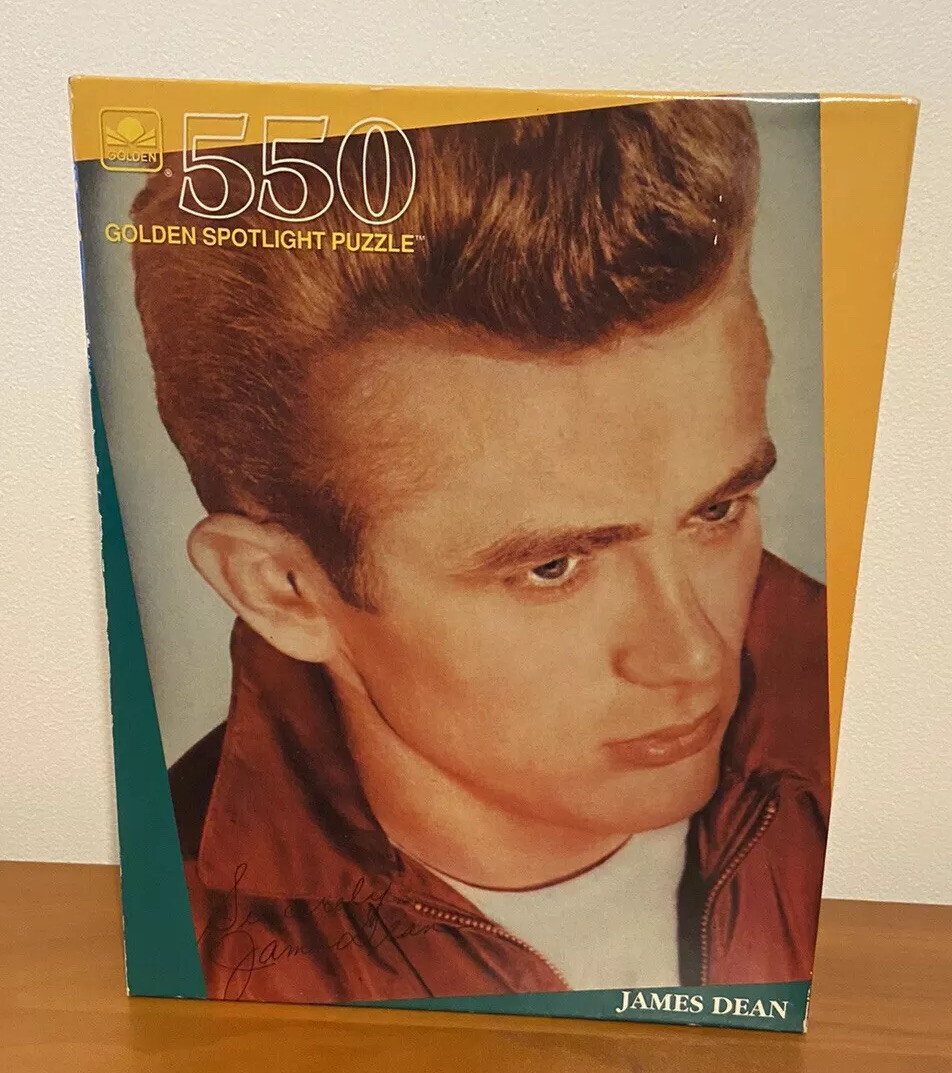 GOLDEN®
550
GOLDEN SPOTLIGHT PUZZLE™
Sincerely
James Dean
JAMES DEAN